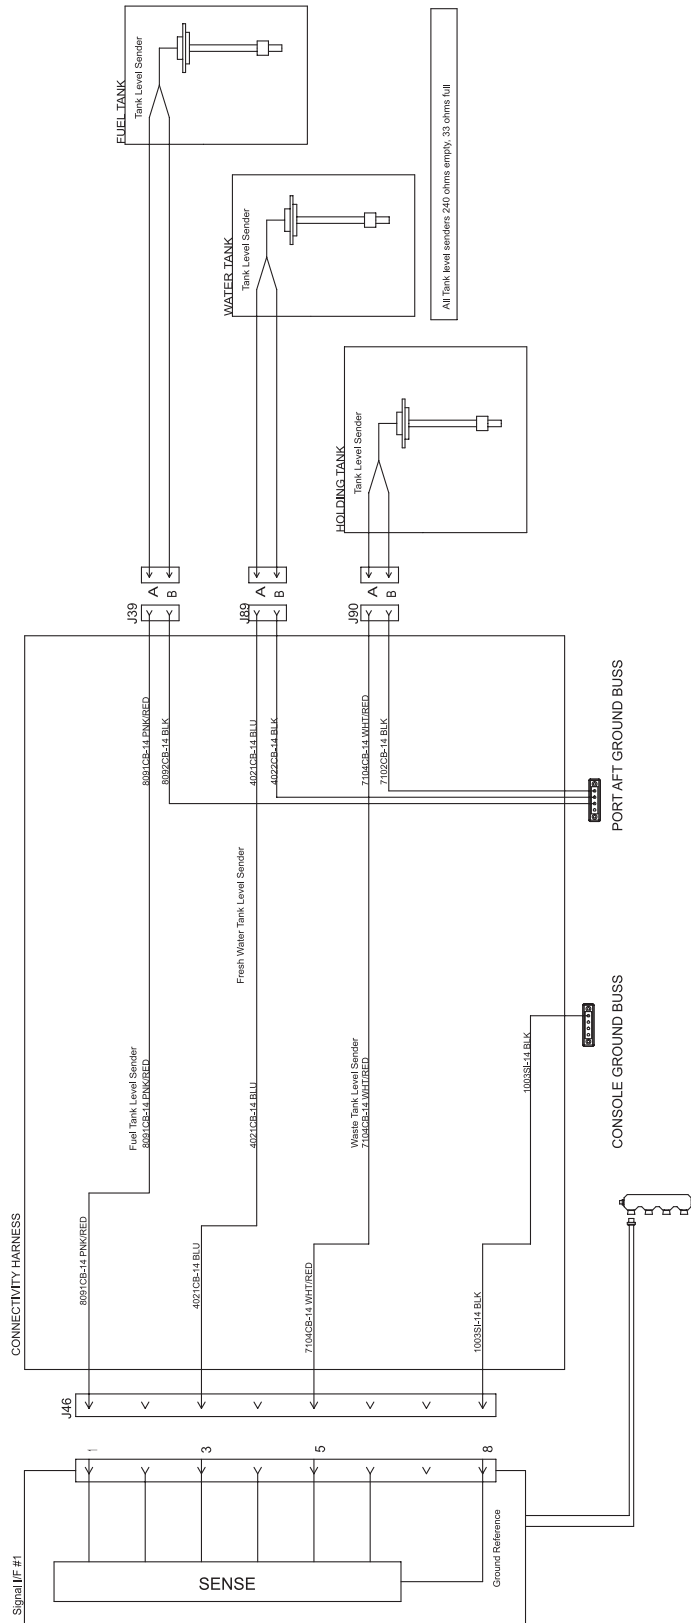 FUEL TANK
Tank Level Sender
WATER TANK
Tank Level Sender
HOLDING TANK
Tank Level Sender
All Tank level senders 240 ohms empty, 33 ohms full
J39
A
B
J89
A
B
J90
A
B
8091CB-14 PNK/RED
8092CB-14 BLK
4021CB-14 BLU
4022CB-14 BLK
7104CB-14 WHT/RED
7102CB-14 BLK
PORT AFT GROUND BUSS
Fuel Tank Level Sender
8091CB-14 PNK/RED
Fresh Water Tank Level Sender
4021CB-14 BLU
Waste Tank Level Sender
7104CB-14 WHT/RED
1003SI-14 BLK
CONSOLE GROUND BUSS
CONNECTIVITY HARNESS
8091CB-14 PNK/RED
4021CB-14 BLU
7104CB-14 WHT/RED
1003SI-14 BLK
J46
1
3
5
8
Signal I/F #1
SENSE
Ground Reference